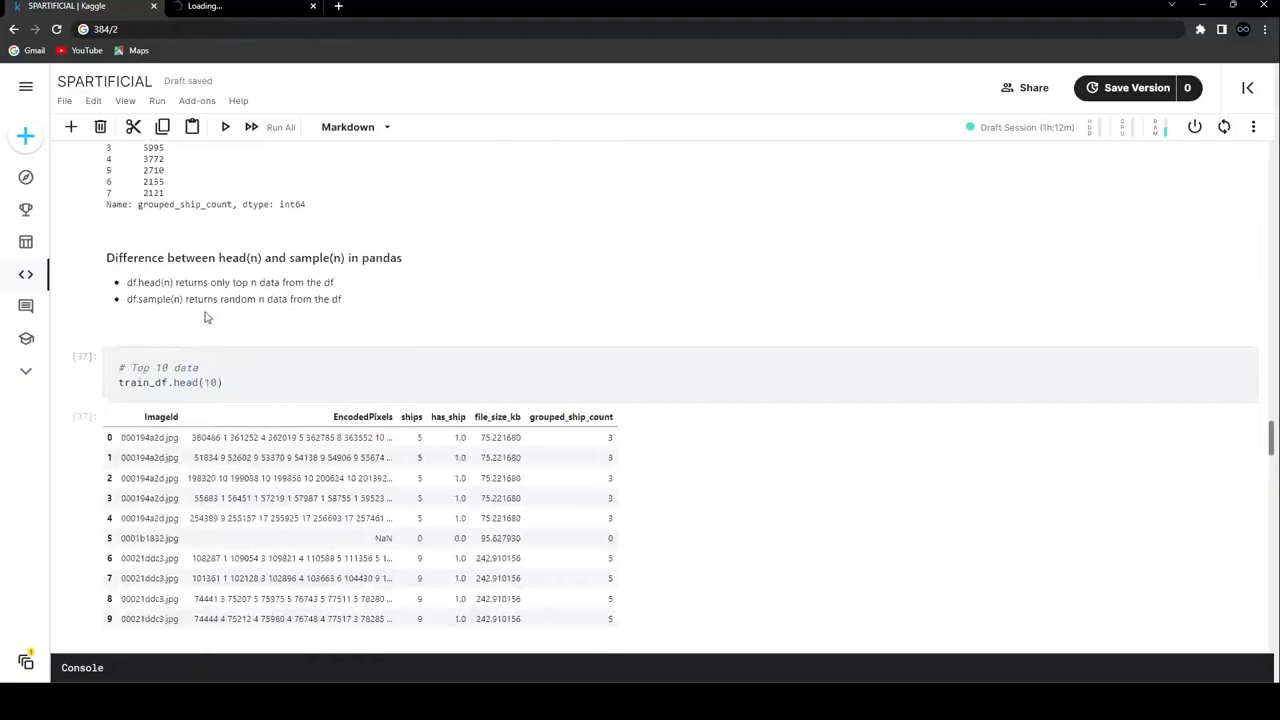 SPARTIFICIAL | Kaggle
Loading...
384/2
Gmail YouTube Maps
SPARTIFICIAL Draft saved
Share Save Version 0
File Edit View Run Add-ons Help
Run All Markdown Draft Session (1h:12m) HDD CPU RAM
3 5995
4 3772
5 2710
6 2155
7 2121
Name: grouped_ship_count, dtype: int64
Difference between head(n) and sample(n) in pandas
df.head(n) returns only top n data from the df
df.sample(n) returns random n data from the df
[37]:
# Top 10 data
train_df.head(10)
[37]:
ImageId EncodedPixels ships has_ship file_size_kb grouped_ship_count
0 000194a2d.jpg 360486 1 361252 4 362019 5 362785 8 363552 10 ... 5 1.0 75.221680 3
1 000194a2d.jpg 51834 9 52602 9 53370 9 54138 9 54906 9 55674 ... 5 1.0 75.221680 3
2 000194a2d.jpg 198320 10 199088 10 199856 10 200624 10 201392... 5 1.0 75.221680 3
3 000194a2d.jpg 55683 1 56451 1 57219 1 57987 1 58755 1 59523 ... 5 1.0 75.221680 3
4 000194a2d.jpg 254389 9 255157 17 255925 17 256693 17 257461 ... 5 1.0 75.221680 3
5 0001b1832.jpg NaN 0 0.0 95.627930 0
6 00021ddc3.jpg 108287 1 109054 3 109821 4 110588 5 111356 5 1... 9 1.0 242.910156 5
7 00021ddc3.jpg 101361 1 102128 3 102896 4 103663 6 104430 9 1... 9 1.0 242.910156 5
8 00021ddc3.jpg 74441 3 75207 5 75975 5 76743 5 77511 5 78280 ... 9 1.0 242.910156 5
9 00021ddc3.jpg 74444 4 75212 4 75980 4 76748 4 77517 3 78285 ... 9 1.0 242.910156 5
1
Console